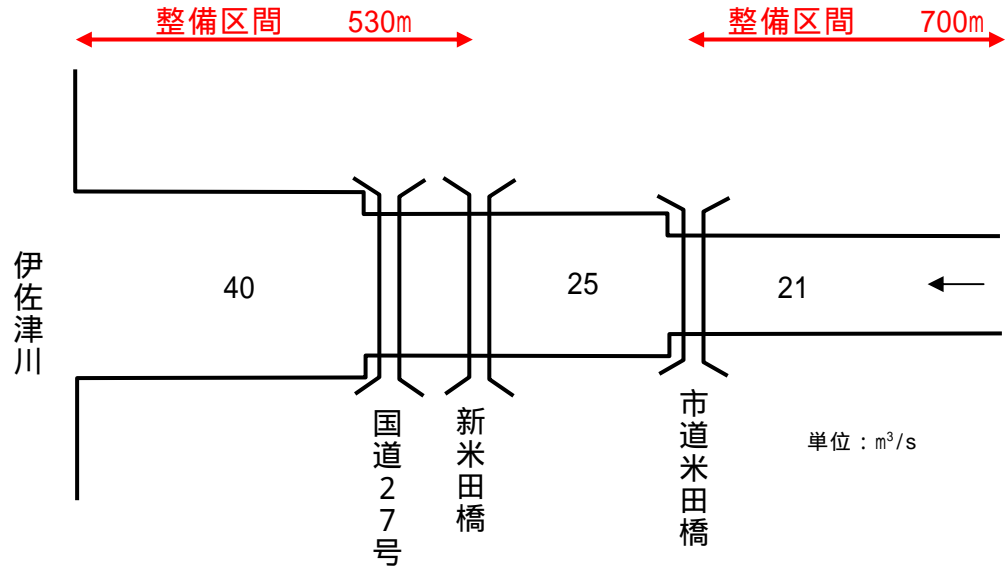 整備区間 530m
整備区間 700m
伊佐津川
40
25
21
国道27号
新米田橋
市道米田橋
単位：m³/s